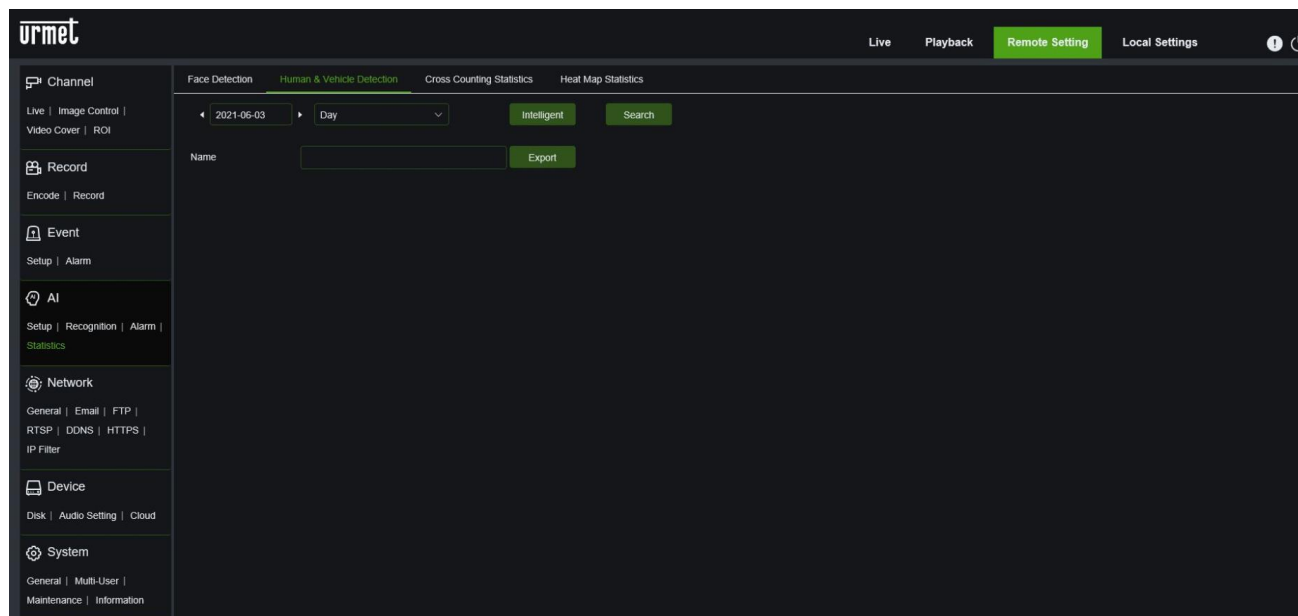 urmet
Live Playback Remote Setting Local Settings
Channel
Live | Image Control |
Video Cover | ROI
Record
Encode | Record
Event
Setup | Alarm
AI
Setup | Recognition | Alarm |
Statistics
Network
General | Email | FTP |
RTSP | DDNS | HTTPS |
IP Filter
Device
Disk | Audio Setting | Cloud
System
General | Multi-User |
Maintenance | Information
Face Detection Human & Vehicle Detection Cross Counting Statistics Heat Map Statistics
2021-06-03 Day Intelligent Search
Name Export